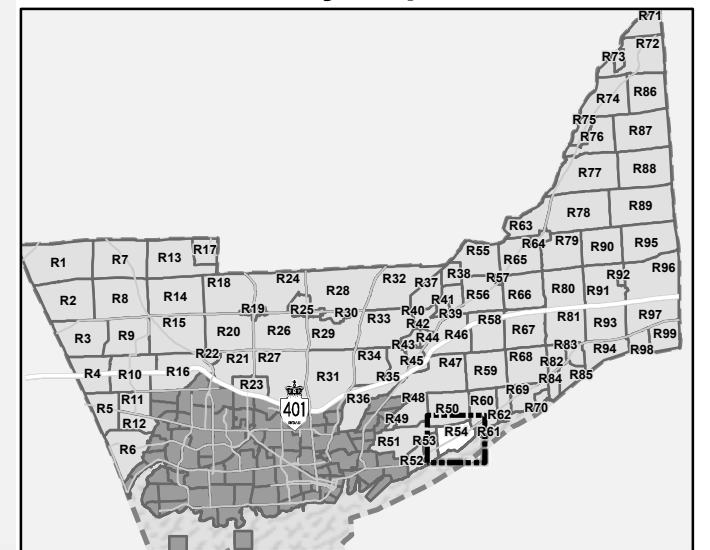 R71
R72
R73
R74 R86
R75
R76 R87
R77 R88
R78 R89
R63
R64 R79 R90 R95
R17
R1 R7 R13
R55 R65
R96
R18 R24 R32 R37 R38 R57 R92
R2 R8 R14 R28 R41 R56 R66 R80 R91
R19 R25 R30 R40 R39
R15 R33 R42 R58 R81 R93 R97
R3 R9 R20 R26 R29 R44 R46 R67 R99
R43 R83 R94 R98
R22 R21 R27 R34 R45 R47 R68 R82
R4 R10 R16 R31 R35 R59 R84 R85
R23 R69
R11 R36 R48 R60 R70
R5 401 R50 R62
R12 R49
R6 R51 R53 R54 R61
R52